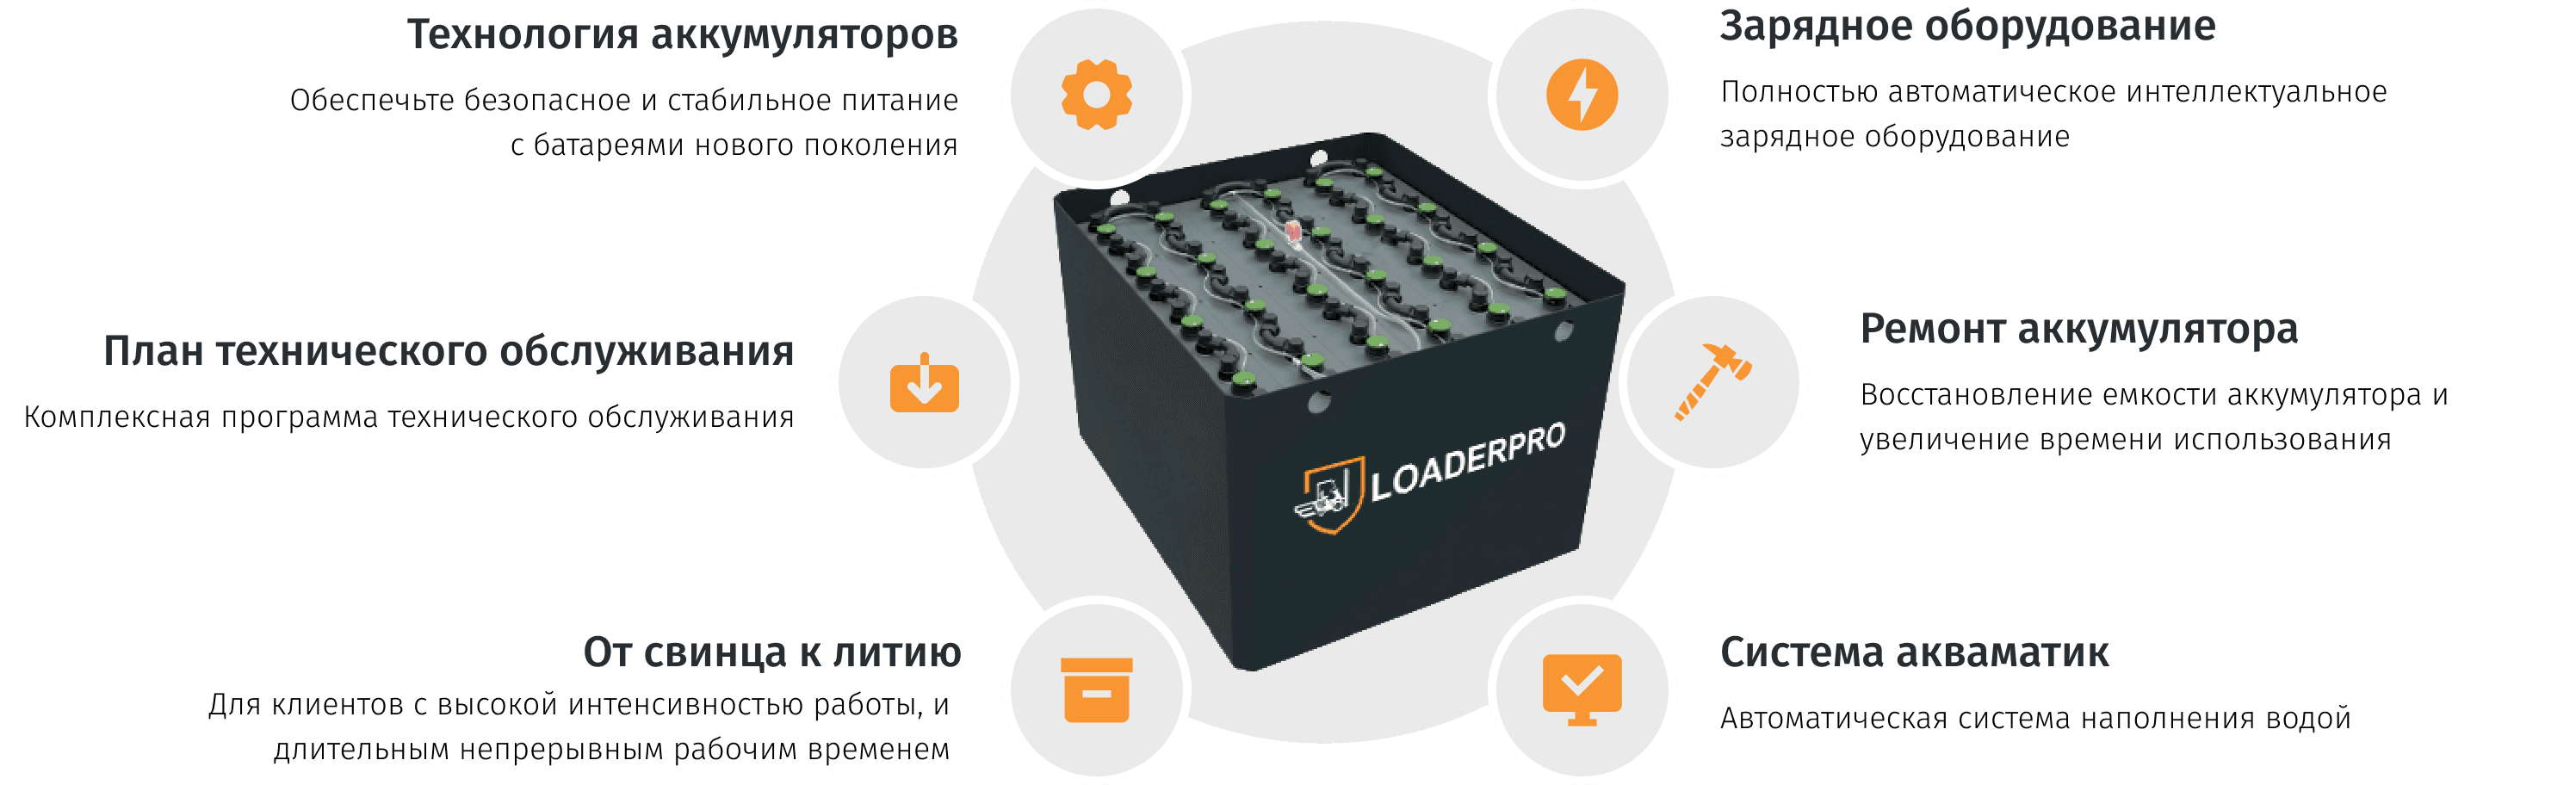 Технология аккумуляторов
Обеспечьте безопасное и стабильное питание
с батареями нового поколения
Зарядное оборудование
Полностью автоматическое интеллектуальное
зарядное оборудование
План технического обслуживания
Комплексная программа технического обслуживания
Ремонт аккумулятора
Восстановление емкости аккумулятора и
увеличение времени использования
LOADERPRO
От свинца к литию
Для клиентов с высокой интенсивностью работы, и
длительным непрерывным рабочим временем
Система акваматик
Автоматическая система наполнения водой